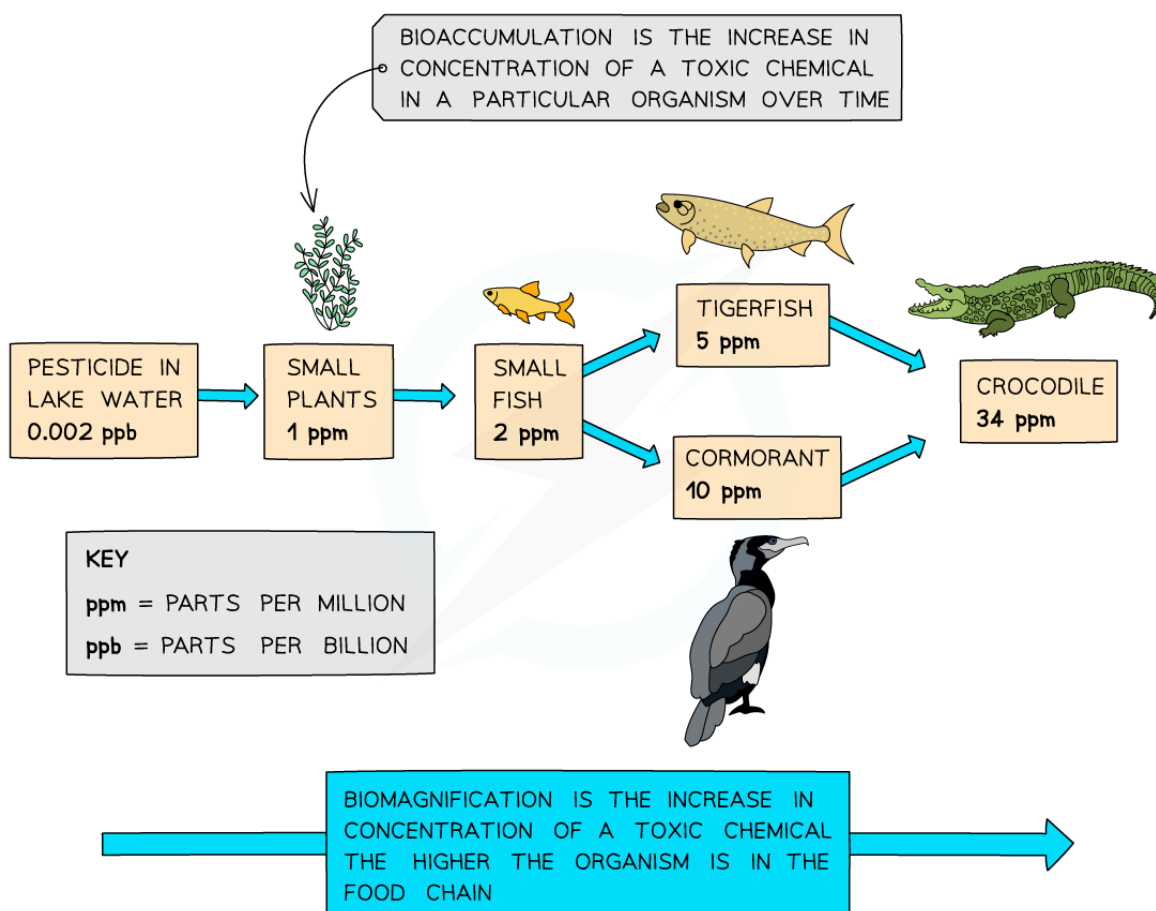 BIOACCUMULATION IS THE INCREASE IN
CONCENTRATION OF A TOXIC CHEMICAL
IN A PARTICULAR ORGANISM OVER TIME
PESTICIDE IN
LAKE WATER
0.002 ppb
SMALL
PLANTS
1 ppm
SMALL
FISH
2 ppm
TIGERFISH
5 ppm
CORMORANT
10 ppm
CROCODILE
34 ppm
KEY
ppm = PARTS PER MILLION
ppb = PARTS PER BILLION
BIOMAGNIFICATION IS THE INCREASE IN
CONCENTRATION OF A TOXIC CHEMICAL
THE HIGHER THE ORGANISM IS IN THE
FOOD CHAIN